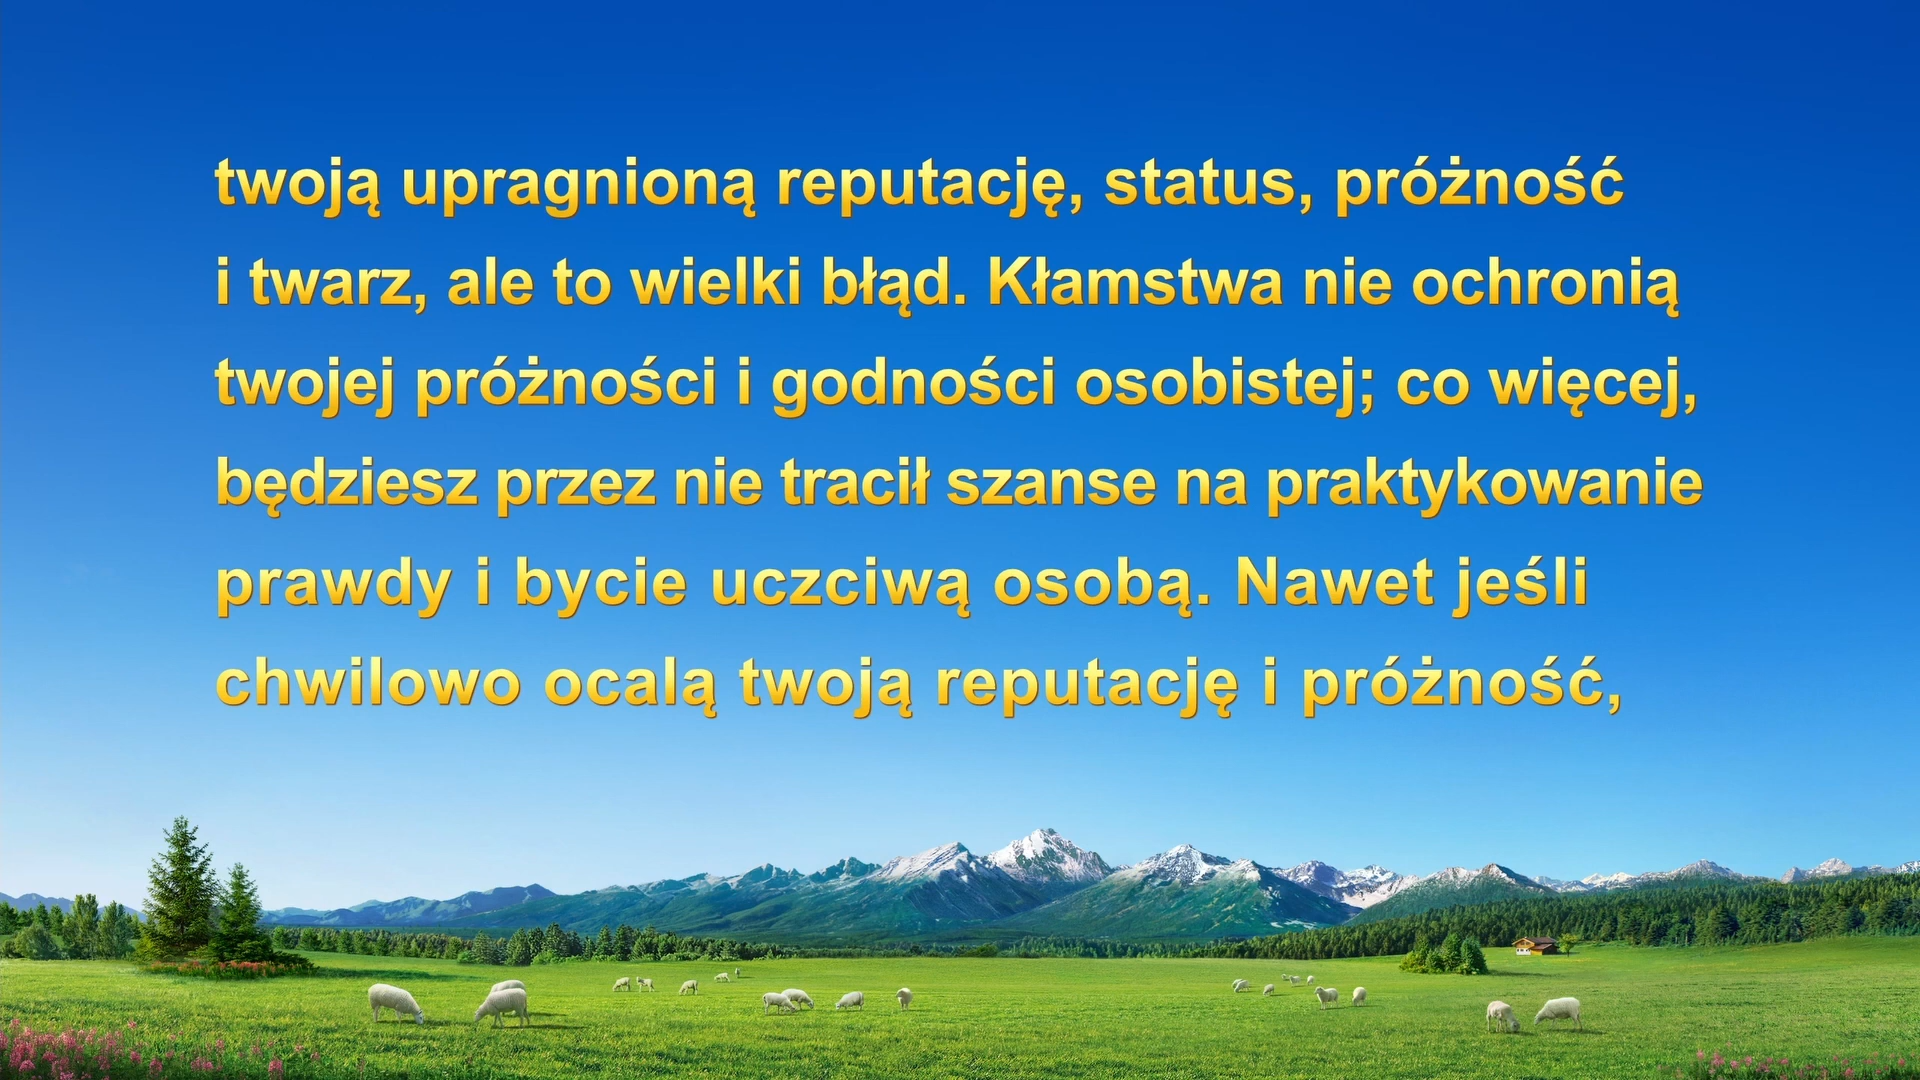 twoją upragnioną reputację, status, próżność
i twarz, ale to wielki błąd. Kłamstwa nie ochronią
twojej próżności i godności osobistej; co więcej,
będziesz przez nie tracił szanse na praktykowanie
prawdy i bycie uczciwą osobą. Nawet jeśli
chwilowo ocalą twoją reputację i próżność,